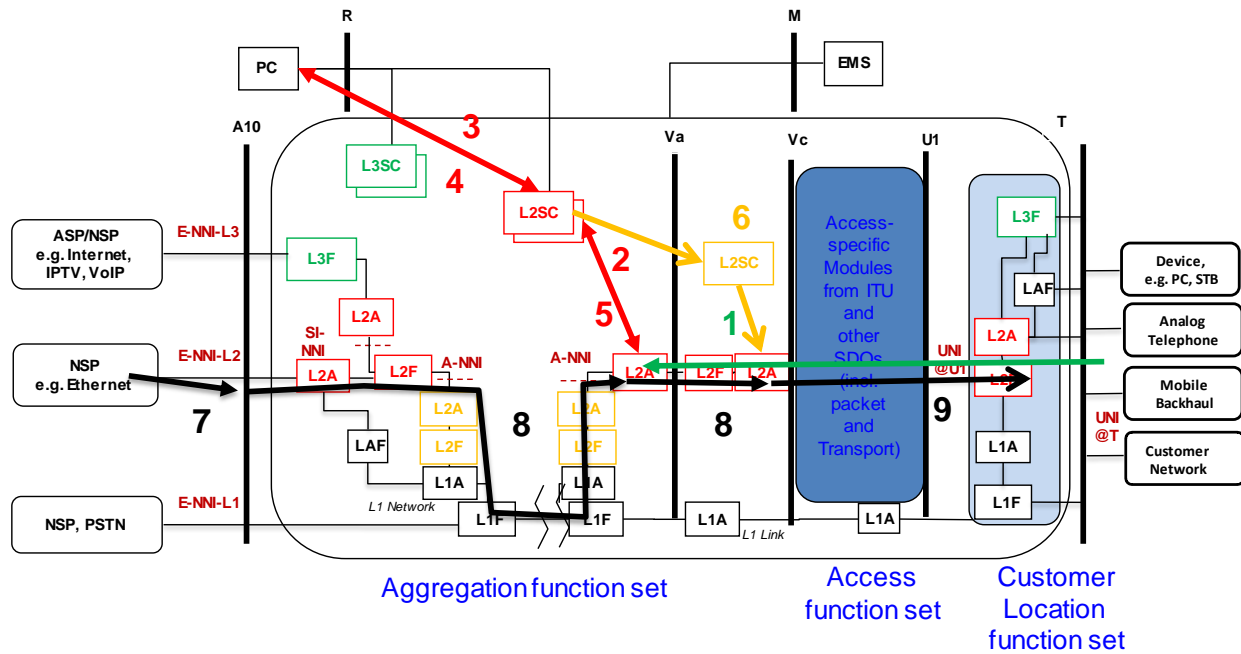 R
M
PC
EMS
A10
3
Va
Vc
U1
T
L3SC
4
L2SC
6
L3F
Access-
specific
Modules
from ITU
and
other
SDOs
(incl.
packet
and
Transport)
ASP/NSP
e.g. Internet,
IPTV, VoIP
E-NNI-L3
L3F
2
L2SC
Device,
e.g. PC, STB
LAF
L2A
5
1
L2A
Analog
Telephone
SI-
NNI
NSP
e.g. Ethernet
E-NNI-L2
L2A
L2F
A-NNI
A-NNI
L2A
L2F
L2A
UNI
@U1
7
L2A
8
L2A
8
9
Mobile
Backhaul
LAF
L2F
L2F
UNI
@T
L1A
L1A
L1A
Customer
Network
L1 Network
NSP, PSTN
E-NNI-L1
L1F
L1F
L1A
L1 Link
L1A
L1F
Aggregation function set
Access
function set
Customer
Location
function set